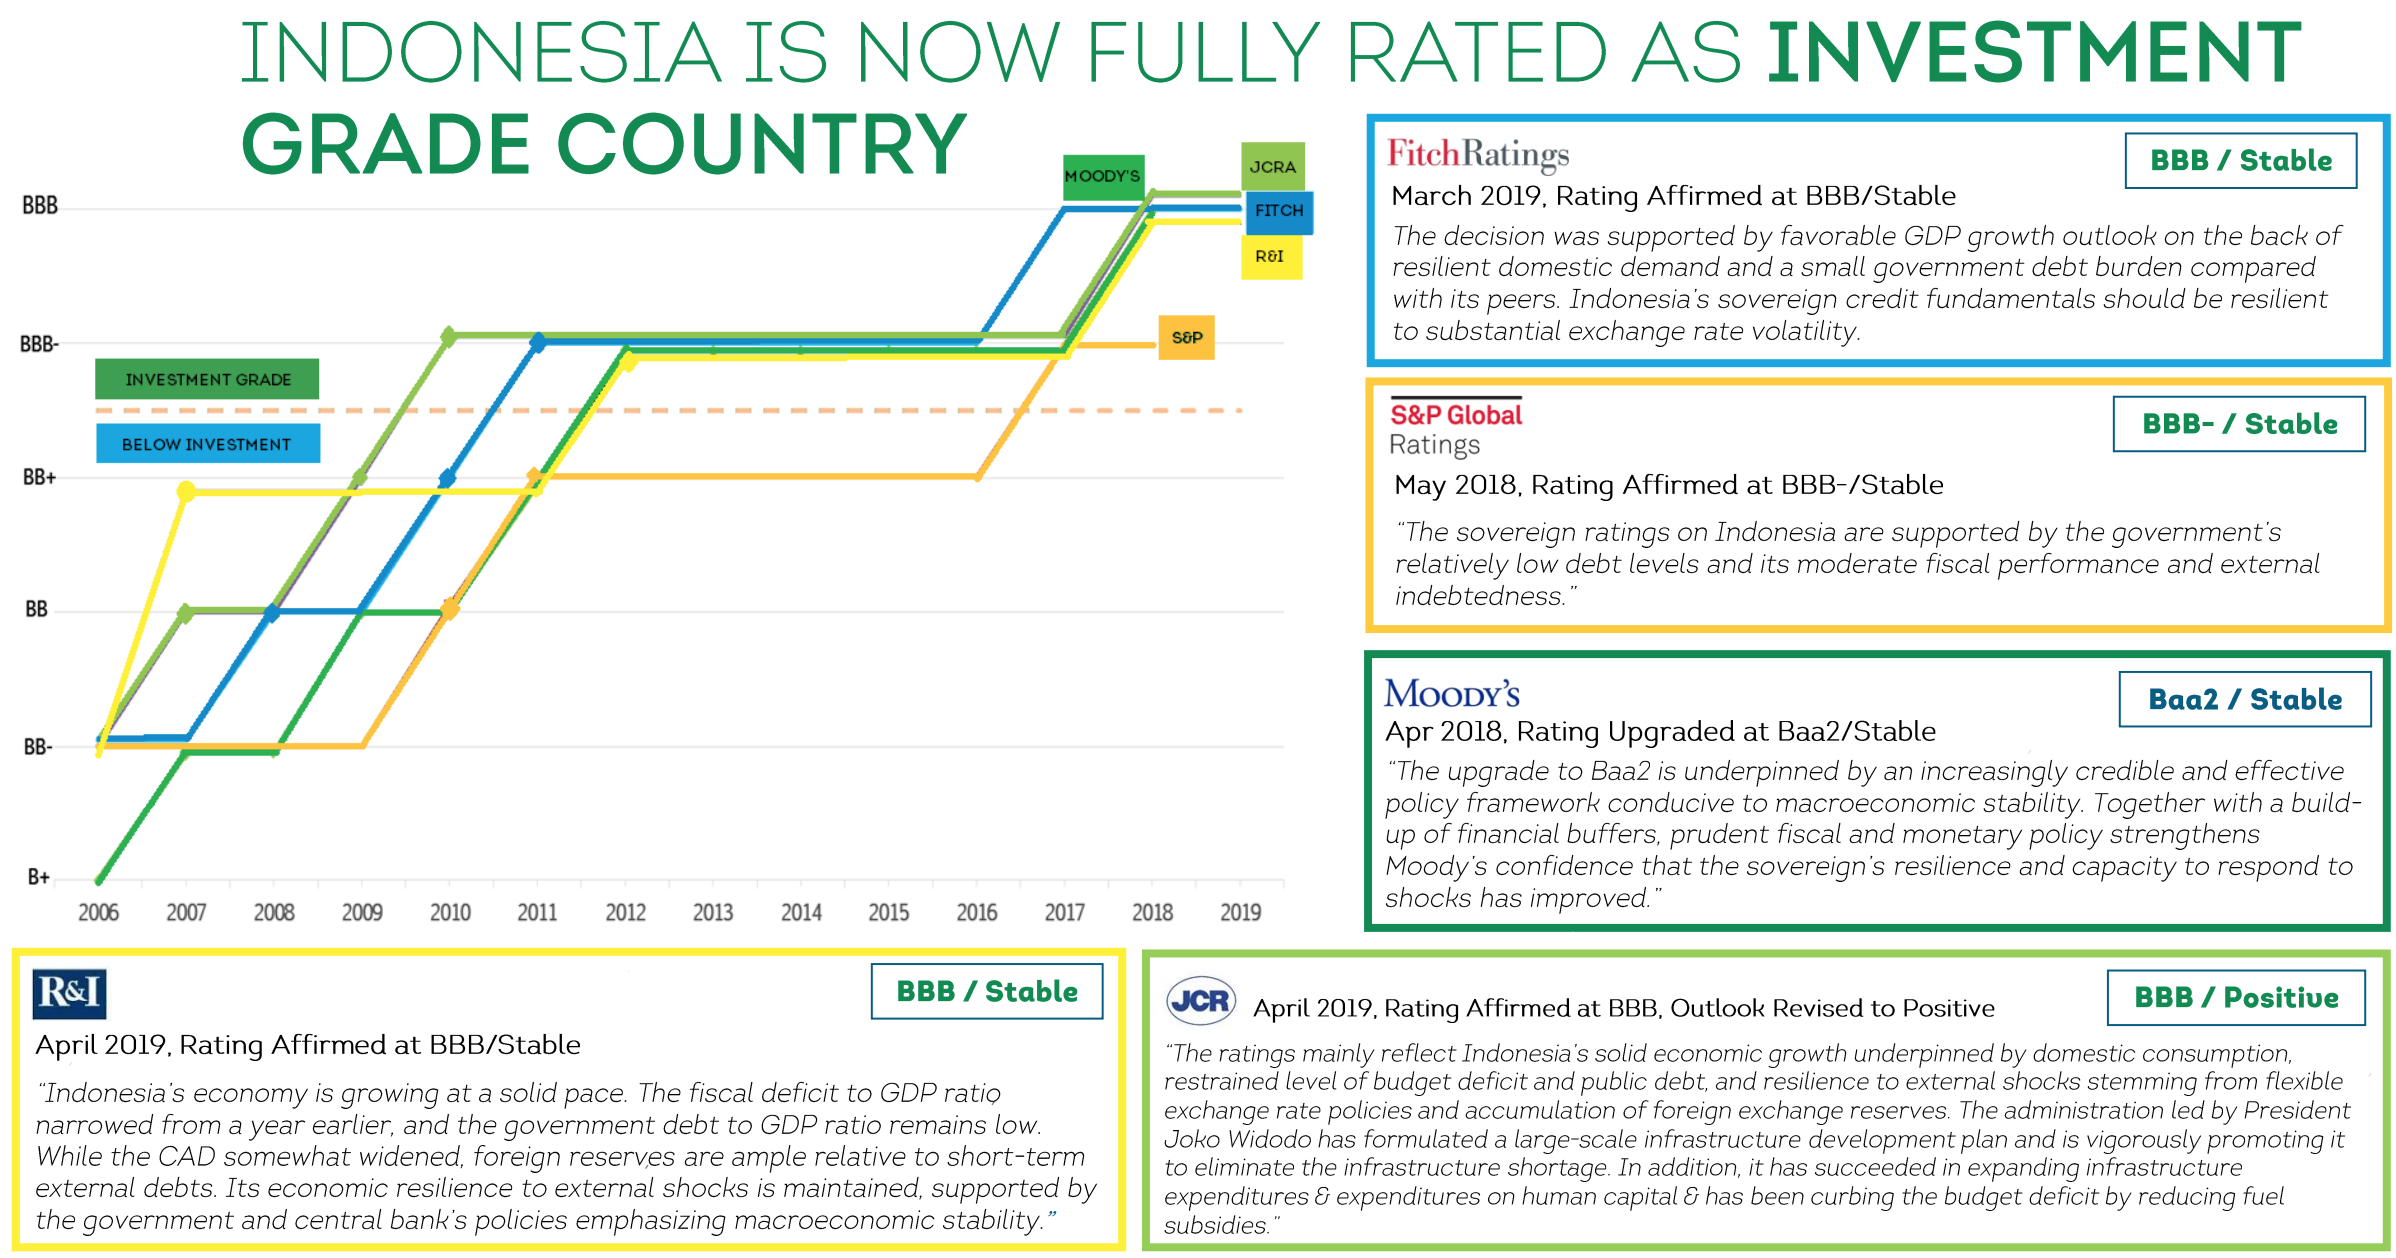 INDONESIA IS NOW FULLY RATED AS INVESTMENT
GRADE COUNTRY
MOODY'S
JCRA
FITCH
R&I
S&P
BBB
BBB-
BB+
BB
BB-
B+
INVESTMENT GRADE
BELOW INVESTMENT
2006 2007 2008 2009 2010 2011 2012 2013 2014 2015 2016 2017 2018 2019
FitchRatings
BBB / Stable
March 2019, Rating Affirmed at BBB/Stable
The decision was supported by favorable GDP growth outlook on the back of
resilient domestic demand and a small government debt burden compared
with its peers. Indonesia's sovereign credit fundamentals should be resilient
to substantial exchange rate volatility.
S&P Global
Ratings
BBB- / Stable
May 2018, Rating Affirmed at BBB-/Stable
“The sovereign ratings on Indonesia are supported by the government's
relatively low debt levels and its moderate fiscal performance and external
indebtedness.”
MOODY'S
Baa2 / Stable
Apr 2018, Rating Upgraded at Baa2/Stable
“The upgrade to Baa2 is underpinned by an increasingly credible and effective
policy framework conducive to macroeconomic stability. Together with a build-
up of financial buffers, prudent fiscal and monetary policy strengthens
Moody's confidence that the sovereign's resilience and capacity to respond to
shocks has improved.”
R&I
BBB / Stable
April 2019, Rating Affirmed at BBB/Stable
“Indonesia's economy is growing at a solid pace. The fiscal deficit to GDP ratio
narrowed from a year earlier, and the government debt to GDP ratio remains low.
While the CAD somewhat widened, foreign reserves are ample relative to short-term
external debts. Its economic resilience to external shocks is maintained, supported by
the government and central bank's policies emphasizing macroeconomic stability.”
JCR
April 2019, Rating Affirmed at BBB, Outlook Revised to Positive
BBB / Positive
“The ratings mainly reflect Indonesia's solid economic growth underpinned by domestic consumption,
restrained level of budget deficit and public debt, and resilience to external shocks stemming from flexible
exchange rate policies and accumulation of foreign exchange reserves. The administration led by President
Joko Widodo has formulated a large-scale infrastructure development plan and is vigorously promoting it
to eliminate the infrastructure shortage. In addition, it has succeeded in expanding infrastructure
expenditures & expenditures on human capital & has been curbing the budget deficit by reducing fuel
subsidies.”